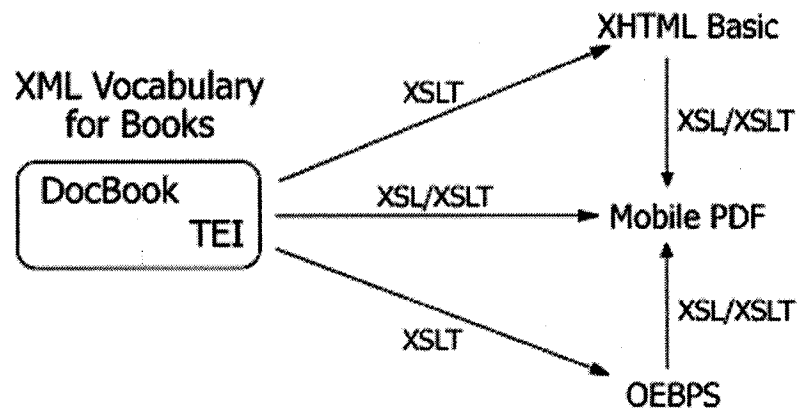 XHTML Basic
XML Vocabulary
for Books
XSLT
XSL/XSLT
DocBook
TEI
XSL/XSLT
Mobile PDF
XSLT
XSL/XSLT
OEBPS